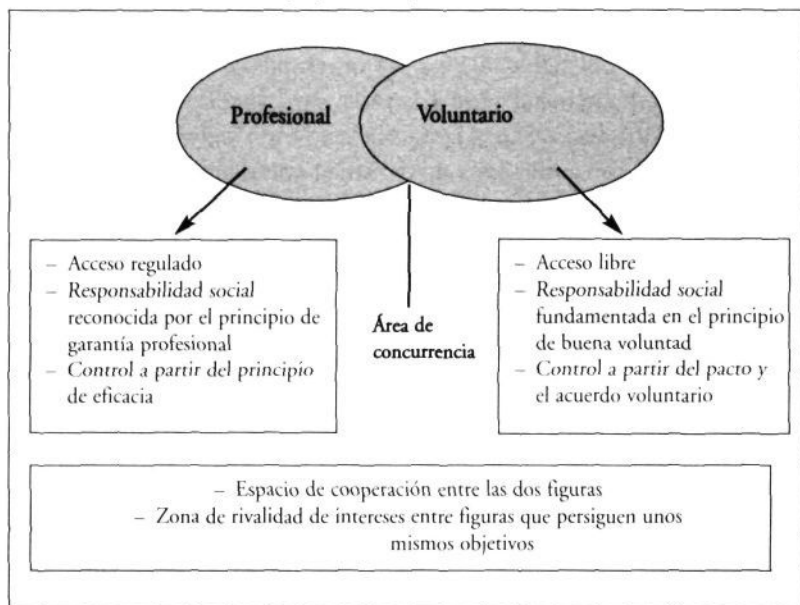 Profesional
Voluntario
– Acceso regulado
– Responsabilidad social
reconocida por el principio de
garantía profesional
– Control a partir del principio
de eficacia
Área de
concurrencia
– Acceso libre
– Responsabilidad social
fundamentada en el principio
de buena voluntad
– Control a partir del pacto y
el acuerdo voluntario
– Espacio de cooperación entre las dos figuras
– Zona de rivalidad de intereses entre figuras que persiguen unos
mismos objetivos